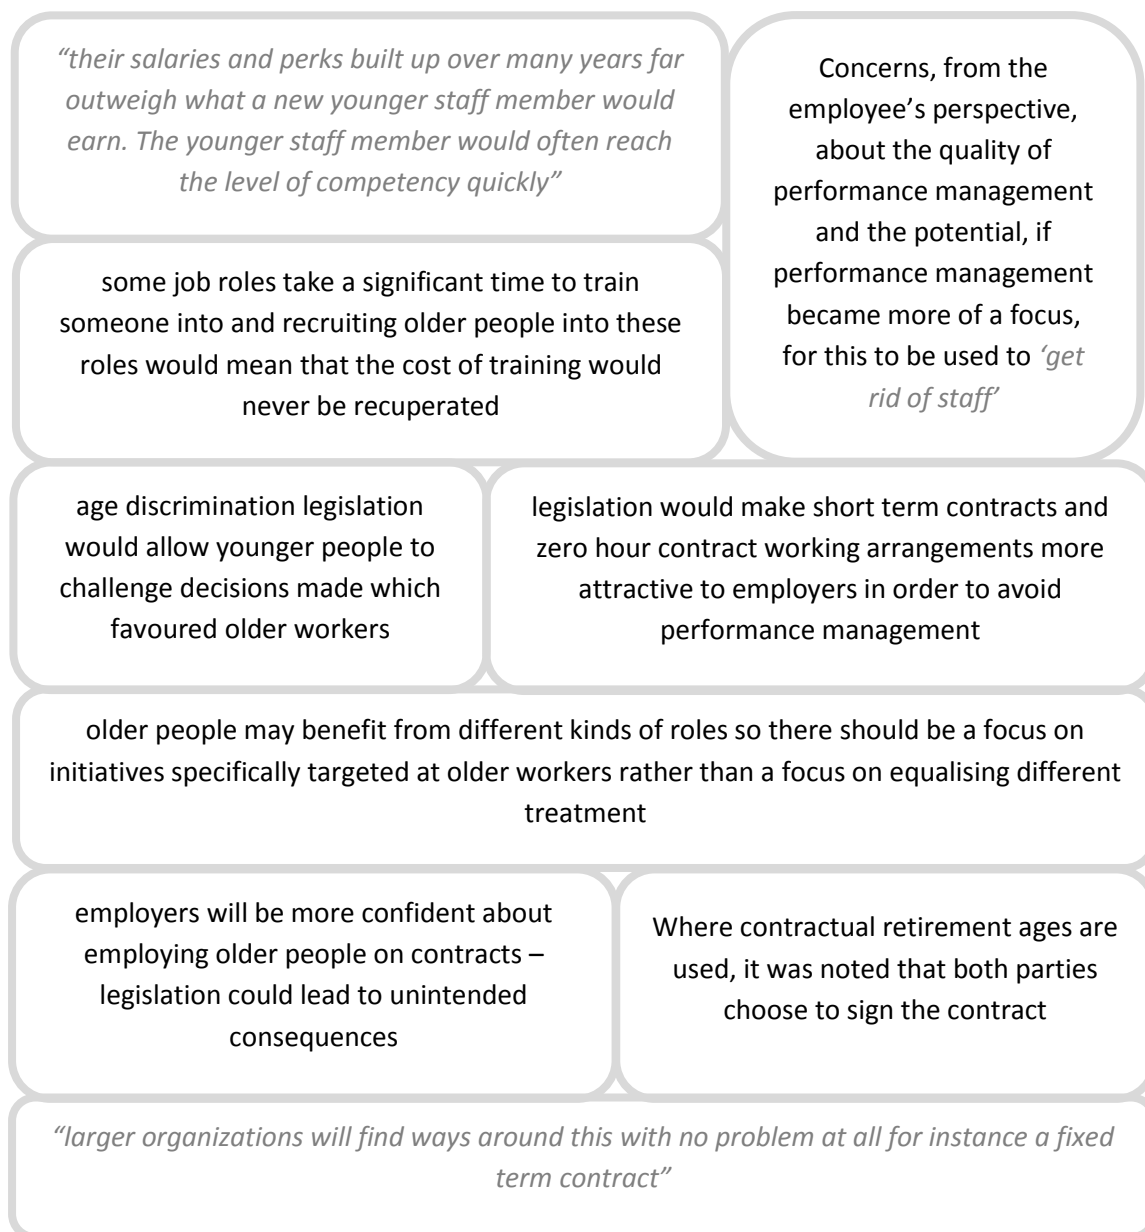 “their salaries and perks built up over many years far
outweigh what a new younger staff member would
earn. The younger staff member would often reach
the level of competency quickly”
Concerns, from the
employee’s perspective,
about the quality of
performance management
and the potential, if
performance management
became more of a focus,
for this to be used to ‘get
rid of staff’
some job roles take a significant time to train
someone into and recruiting older people into these
roles would mean that the cost of training would
never be recuperated
age discrimination legislation
would allow younger people to
challenge decisions made which
favoured older workers
legislation would make short term contracts and
zero hour contract working arrangements more
attractive to employers in order to avoid
performance management
older people may benefit from different kinds of roles so there should be a focus on
initiatives specifically targeted at older workers rather than a focus on equalising different
treatment
employers will be more confident about
employing older people on contracts –
legislation could lead to unintended
consequences
Where contractual retirement ages are
used, it was noted that both parties
choose to sign the contract
“larger organizations will find ways around this with no problem at all for instance a fixed
term contract”